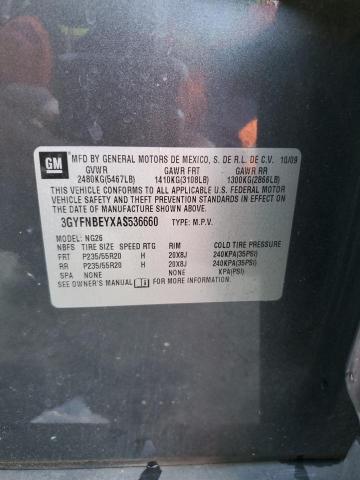 GM
MFD BY GENERAL MOTORS DE MEXICO, S. DE R.L. DE C.V. 10/09
GVWR GAWR FRT GAWR RR
2480KG(5467LB) 1410KG(3108LB) 1300KG(2866LB)
THIS VEHICLE CONFORMS TO ALL APPLICABLE U.S. FEDERAL MOTOR
VEHICLE SAFETY AND THEFT PREVENTION STANDARDS IN EFFECT ON THE
DATE OF MANUFACTURE SHOWN ABOVE.
3GYFNBEYXAS536660 TYPE: M.P.V.
MODEL: NG26
NBFS TIRE SIZE SPEED RTG RIM COLD TIRE PRESSURE
FRT P235/55R20 H 20X8J 240KPA(35PSI)
RR P235/55R20 H 20X8J 240KPA(35PSI)
SPA NONE NONE KPA(PSI)
SEE OWNER'S MANUAL FOR MORE INFORMATION.